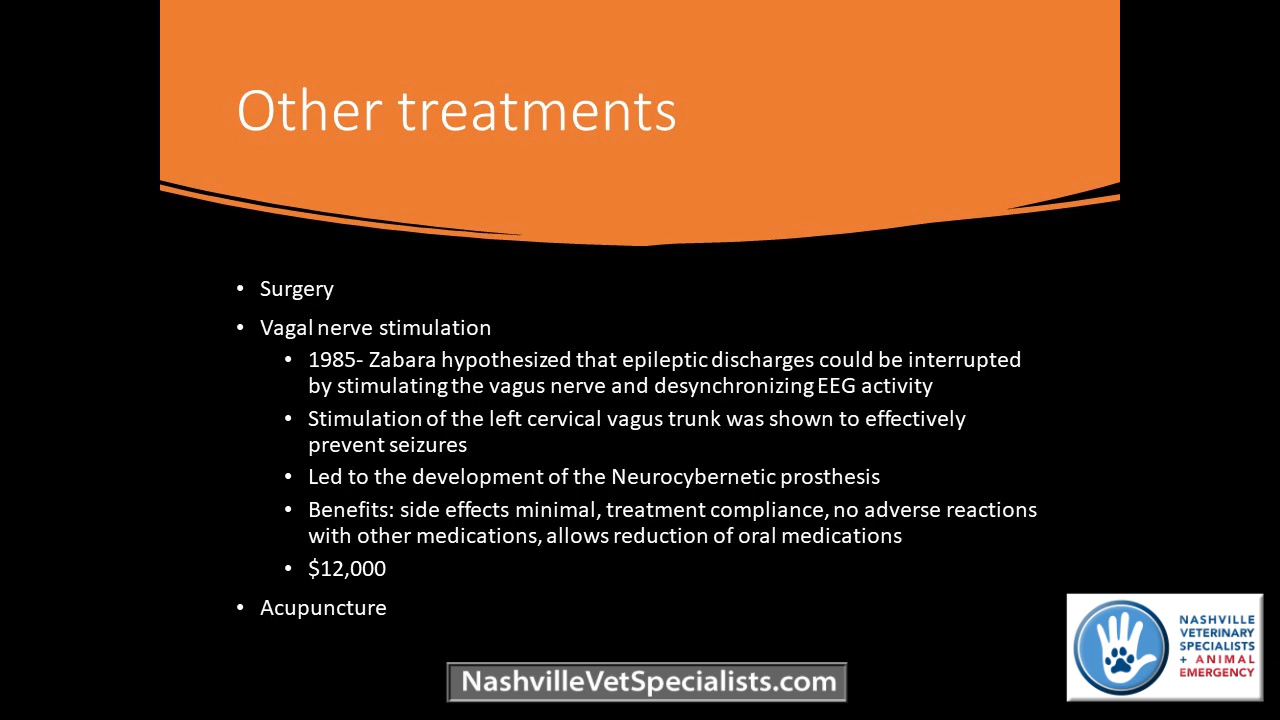 Other treatments
• Surgery
• Vagal nerve stimulation
• 1985- Zabara hypothesized that epileptic discharges could be interrupted
by stimulating the vagus nerve and desynchronizing EEG activity
• Stimulation of the left cervical vagus trunk was shown to effectively
prevent seizures
• Led to the development of the Neurocybernetic prosthesis
• Benefits: side effects minimal, treatment compliance, no adverse reactions
with other medications, allows reduction of oral medications
• $12,000
• Acupuncture
NASHVILLE
VETERINARY
SPECIALISTS
+ ANIMAL
EMERGENCY
NashvilleVetSpecialists.com